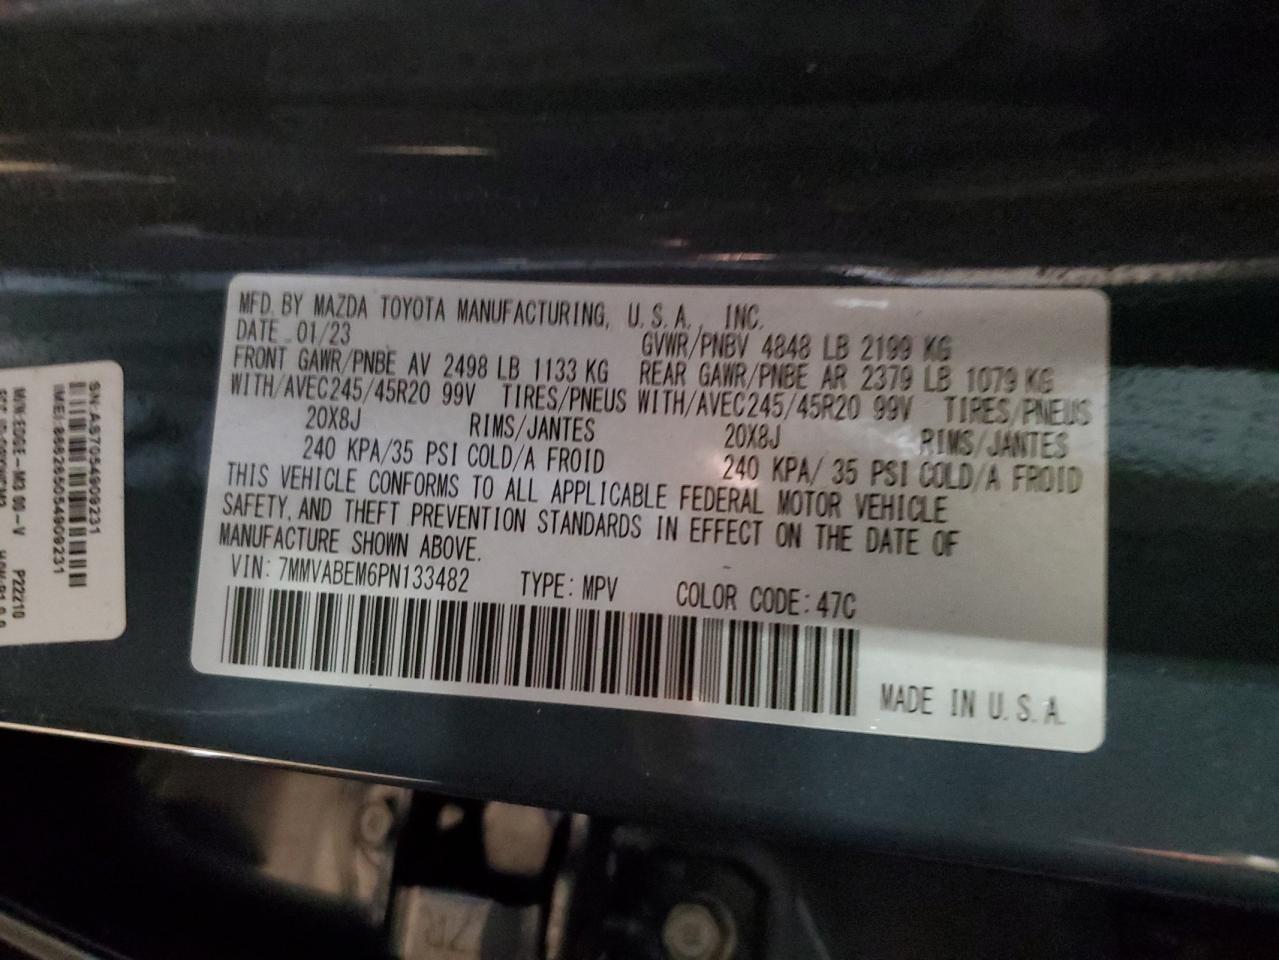 MFD. BY MAZDA TOYOTA MANUFACTURING, U.S.A., INC.
DATE 01/23 GVWR/PNBV 4848 LB 2199 KG
FRONT GAWR/PNBE AV 2498 LB 1133 KG REAR GAWR/PNBE AR 2379 LB 1079 KG
WITH/AVEC245/45R20 99V TIRES/PNEUS WITH/AVEC245/45R20 99V TIRES/PNEUS
20X8J RIMS/JANTES 20X8J RIMS/JANTES
240 KPA/35 PSI COLD/A FROID 240 KPA/ 35 PSI COLD/A FROID
THIS VEHICLE CONFORMS TO ALL APPLICABLE FEDERAL MOTOR VEHICLE
SAFETY, AND THEFT PREVENTION STANDARDS IN EFFECT ON THE DATE OF
MANUFACTURE SHOWN ABOVE.
VIN: 7MMVABEM6PN133482 TYPE: MPV COLOR CODE: 47C
MADE IN U.S.A.
SN: AS7054909231
P22210